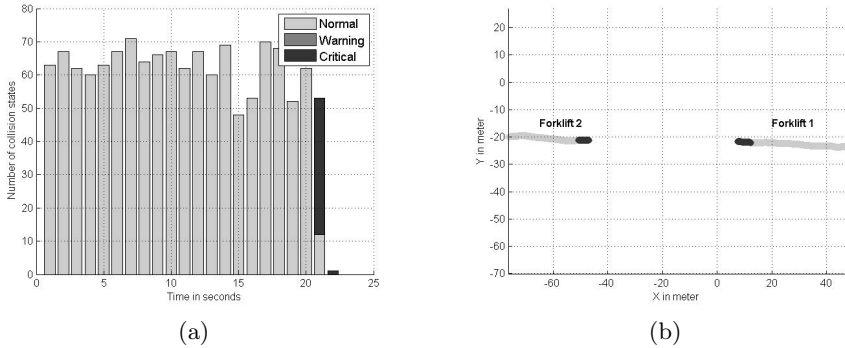 80
70
60
50
40
30
20
10
0
Number of collision states
Normal
Warning
Critical
0 5 10 15 20 25
Time in seconds
(a)
20
10
0
-10
-20
-30
-40
-50
-60
-70
Y in meter
Forklift 2
Forklift 1
-60 -40 -20 0 20 40
X in meter
(b)